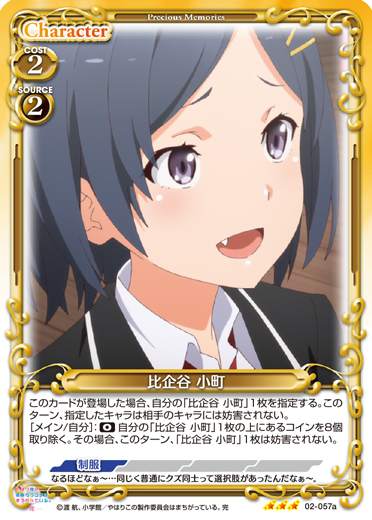 Precious Memories
Character
COST
2
SOURCE
2
比企谷 小町
このカードが登場した場合、自分の「比企谷 小町」1枚を指定する。この
ターン、指定したキャラは相手のキャラには妨害されない。
[メイン/自分]:0自分の「比企谷 小町」1枚の上にあるコインを8個
取り除く。その場合、このターン、「比企谷 小町」1枚は妨害されない。
制服
なるほどなぁ〜…同じく普通にクズ同士って選択肢があったんだなぁ〜。
©渡 航、小学館／やはりこの製作委員会はまちがっている。完
★★★ 02-057a